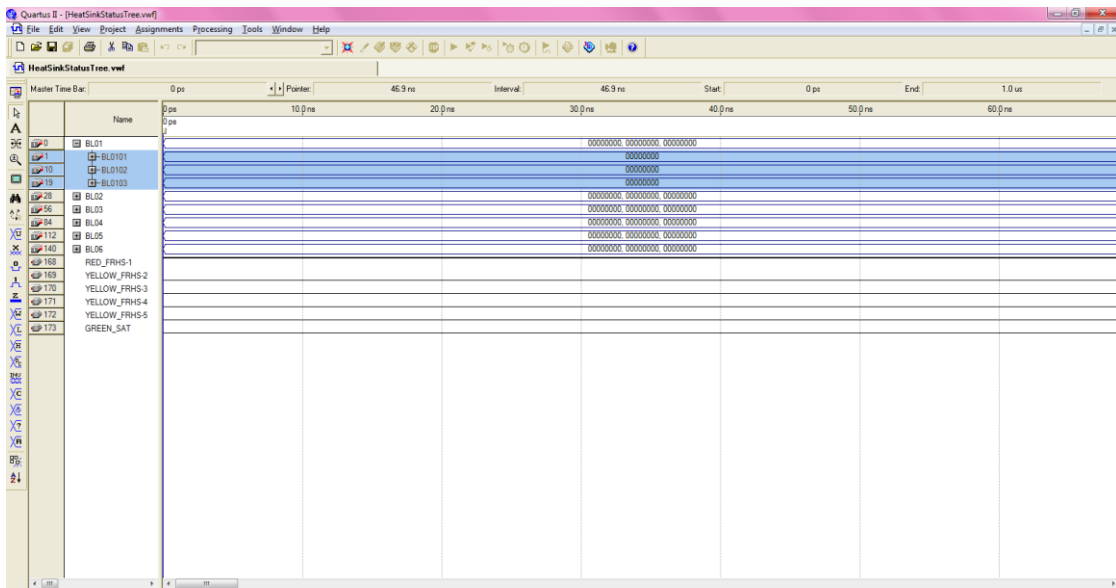 Quartus II - [HeatSinkStatusTree.vwf]
File Edit View Project Assignments Processing Tools Window Help
HeatSinkStatusTree.vwf
Master Time Bar: 0 ps Pointer: 46.9 ns Interval: 46.9 ns Start: 0 ps End: 1.0 us
Name
0 ps 10.0 ns 20.0 ns 30.0 ns 40.0 ns 50.0 ns 60.0 ns
0 ps
0 BL01 00000000, 00000000, 00000000
1 BL0101 00000000
10 BL0102 00000000
19 BL0103 00000000
28 BL02 00000000, 00000000, 00000000
56 BL03 00000000, 00000000, 00000000
84 BL04 00000000, 00000000, 00000000
112 BL05 00000000, 00000000, 00000000
140 BL06 00000000, 00000000, 00000000
168 RED_FRHS-1
169 YELLOW_FRHS-2
170 YELLOW_FRHS-3
171 YELLOW_FRHS-4
172 YELLOW_FRHS-5
173 GREEN_SAT